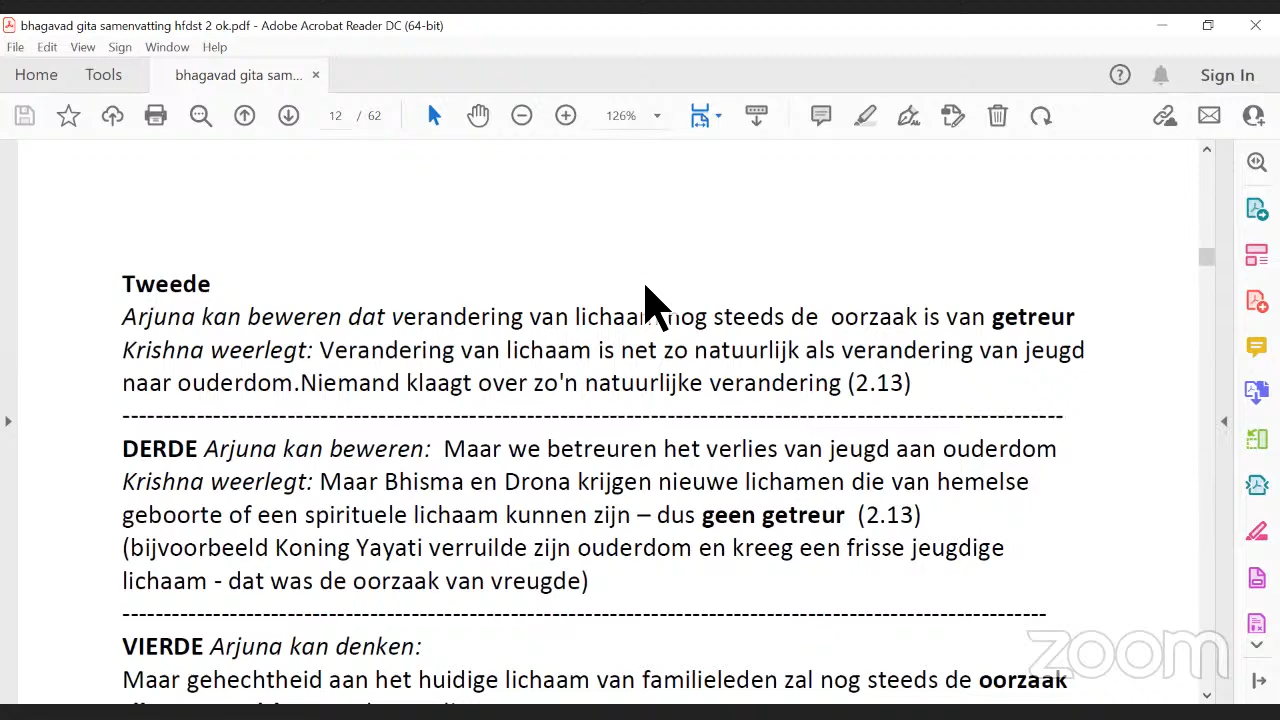 bhagavad gita samenvatting hfdst 2 ok.pdf - Adobe Acrobat Reader DC (64-bit)
File Edit View Sign Window Help
Home Tools bhagavad gita sam... ×
Sign In
12 / 62 126%
Tweede
Arjuna kan beweren dat verandering van lichaam nog steeds de oorzaak is van getreur
Krishna weerlegt: Verandering van lichaam is net zo natuurlijk als verandering van jeugd
naar ouderdom.Niemand klaagt over zo'n natuurlijke verandering (2.13)
-----------------------------------------------------------------------------------------------------------------
DERDE Arjuna kan beweren: Maar we betreuren het verlies van jeugd aan ouderdom
Krishna weerlegt: Maar Bhisma en Drona krijgen nieuwe lichamen die van hemelse
geboorte of een spirituele lichaam kunnen zijn – dus geen getreur (2.13)
(bijvoorbeeld Koning Yayati verruilde zijn ouderdom en kreeg een frisse jeugdige
lichaam - dat was de oorzaak van vreugde)
---------------------------------------------------------------------------------------------------------------
VIERDE Arjuna kan denken:
Maar gehechtheid aan het huidige lichaam van familieleden zal nog steeds de oorzaak
zoom